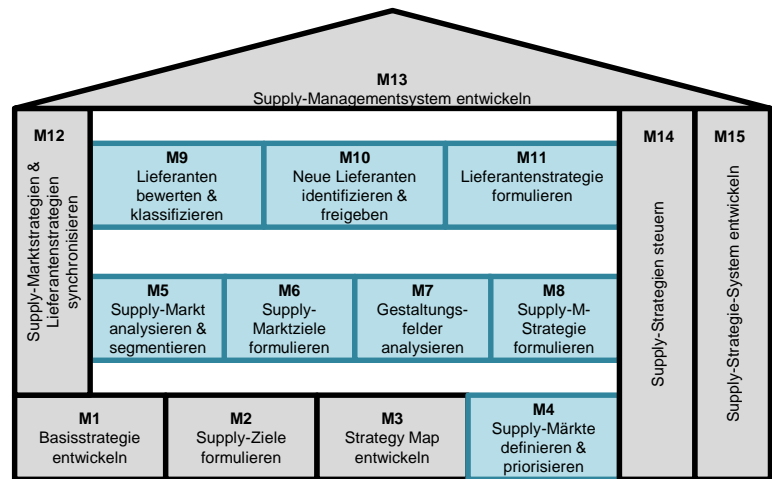 M13
Supply-Managementsystem entwickeln
M12
Supply-Marktstrategien &
Lieferantenstrategien
synchronisieren
M9
Lieferanten
bewerten &
klassifizieren
M10
Neue Lieferanten
identifizieren &
freigeben
M11
Lieferantenstrategie
formulieren
M14
Supply-Strategien steuern
M15
Supply-Strategie-System entwickeln
M5
Supply-Markt
analysieren &
segmentieren
M6
Supply-
Marktziele
formulieren
M7
Gestaltungs-
felder
analysieren
M8
Supply-M-
Strategie
formulieren
M1
Basisstrategie
entwickeln
M2
Supply-Ziele
formulieren
M3
Strategy Map
entwickeln
M4
Supply-Märkte
definieren &
priorisieren